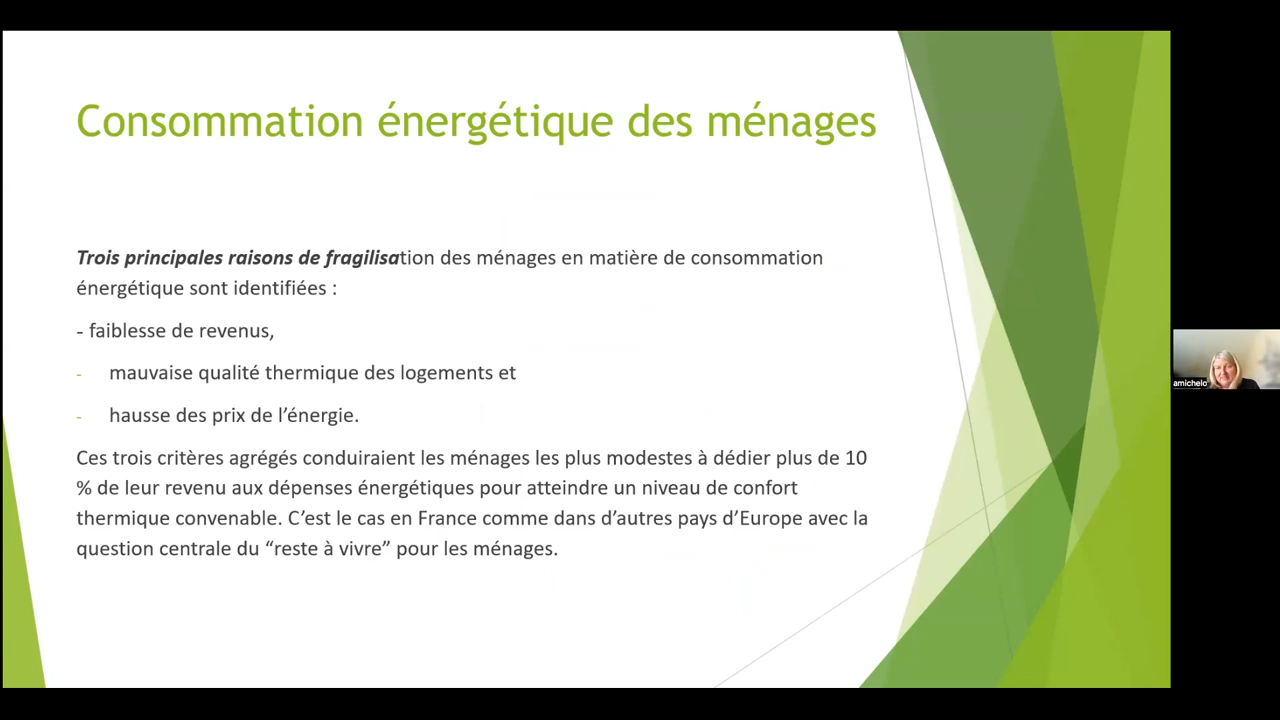 Consommation énergétique des ménages
Trois principales raisons de fragilisation des ménages en matière de consommation
énergétique sont identifiées :
- faiblesse de revenus,
- mauvaise qualité thermique des logements et
- hausse des prix de l’énergie.
Ces trois critères agrégés conduiraient les ménages les plus modestes à dédier plus de 10
% de leur revenu aux dépenses énergétiques pour atteindre un niveau de confort
thermique convenable. C’est le cas en France comme dans d’autres pays d’Europe avec la
question centrale du “reste à vivre” pour les ménages.
amichelo